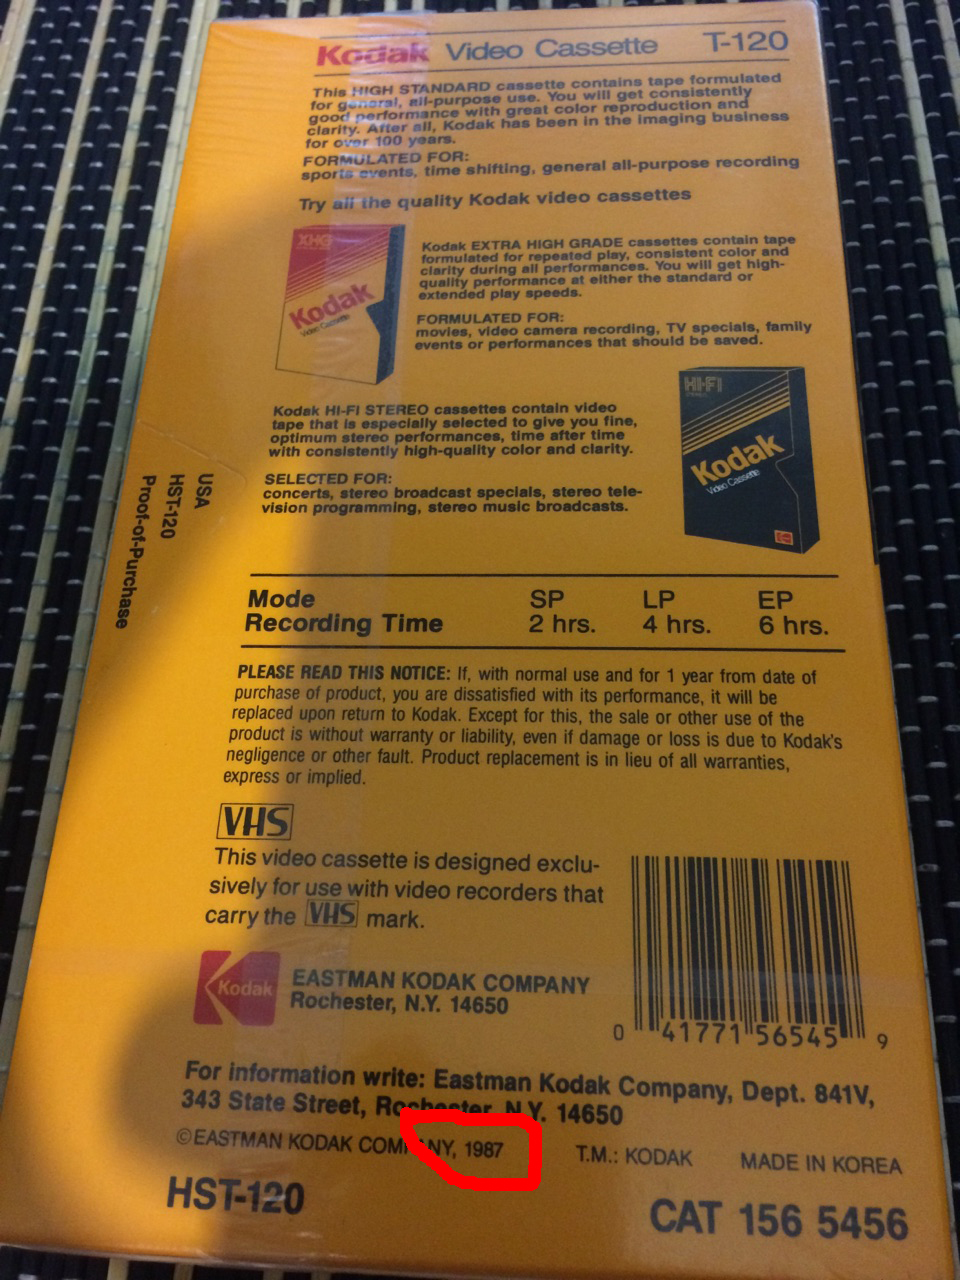 Kodak Video Cassette T-120
This HIGH STANDARD cassette contains tape formulated
for general, all-purpose use. You will get consistently
good performance with great color reproduction and
clarity. After all, Kodak has been in the imaging business
for over 100 years.
FORMULATED FOR:
sports events, time shifting, general all-purpose recording
Try all the quality Kodak video cassettes
XHG
Kodak
Video Cassette
Kodak EXTRA HIGH GRADE cassettes contain tape
formulated for repeated play, consistent color and
clarity during all performances. You will get high-
quality performance at either the standard or
extended play speeds.
FORMULATED FOR:
movies, video camera recording, TV specials, family
events or performances that should be saved.
Kodak HI-FI STEREO cassettes contain video
tape that is especially selected to give you fine,
optimum stereo performances, time after time
with consistently high-quality color and clarity.
SELECTED FOR:
concerts, stereo broadcast specials, stereo tele-
vision programming, stereo music broadcasts.
HI-FI
STEREO
Kodak
Video Cassette
USA
HST-120
Proof-of-Purchase
Mode SP LP EP
Recording Time 2 hrs. 4 hrs. 6 hrs.
PLEASE READ THIS NOTICE: If, with normal use and for 1 year from date of
purchase of product, you are dissatisfied with its performance, it will be
replaced upon return to Kodak. Except for this, the sale or other use of the
product is without warranty or liability, even if damage or loss is due to Kodak's
negligence or other fault. Product replacement is in lieu of all warranties,
express or implied.
VHS
This video cassette is designed exclu-
sively for use with video recorders that
carry the VHS mark.
Kodak
EASTMAN KODAK COMPANY
Rochester, N.Y. 14650
0 41771 56545 9
For information write: Eastman Kodak Company, Dept. 841V,
343 State Street, Rochester, N.Y. 14650
©EASTMAN KODAK COMPANY, 1987 T.M.: KODAK MADE IN KOREA
HST-120 CAT 156 5456